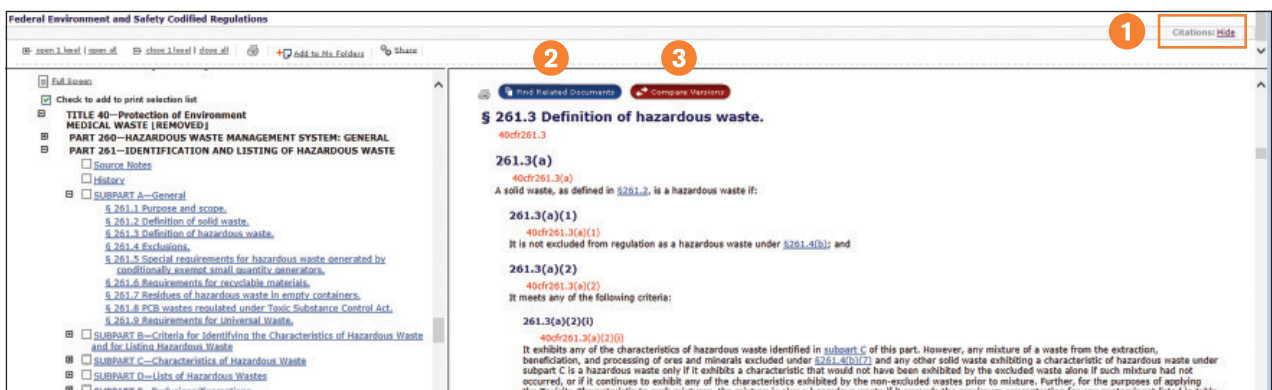 Federal Environment and Safety Codified Regulations
1
Citations: Hide
open 1 level | open all close 1 level | close all Add to My Folders Share
2
3
Full Screen
Check to add to print selection list
TITLE 40—Protection of Environment
MEDICAL WASTE [REMOVED]
PART 260—HAZARDOUS WASTE MANAGEMENT SYSTEM: GENERAL
PART 261—IDENTIFICATION AND LISTING OF HAZARDOUS WASTE
Source Notes
History
SUBPART A—General
§ 261.1 Purpose and scope.
§ 261.2 Definition of solid waste.
§ 261.3 Definition of hazardous waste.
§ 261.4 Exclusions.
§ 261.5 Special requirements for hazardous waste generated by
conditionally exempt small quantity generators.
§ 261.6 Requirements for recyclable materials.
§ 261.7 Residues of hazardous waste in empty containers.
§ 261.8 PCB wastes regulated under Toxic Substance Control Act.
§ 261.9 Requirements for Universal Waste.
SUBPART B—Criteria for Identifying the Characteristics of Hazardous Waste
and for Listing Hazardous Waste
SUBPART C—Characteristics of Hazardous Waste
SUBPART D—Lists of Hazardous Wastes
Find Related Documents Compare Versions
§ 261.3 Definition of hazardous waste.
40cfr261.3
261.3(a)
40cfr261.3(a)
A solid waste, as defined in §261.2, is a hazardous waste if:
261.3(a)(1)
40cfr261.3(a)(1)
It is not excluded from regulation as a hazardous waste under §261.4(b); and
261.3(a)(2)
40cfr261.3(a)(2)
It meets any of the following criteria:
261.3(a)(2)(i)
40cfr261.3(a)(2)(i)
It exhibits any of the characteristics of hazardous waste identified in subpart C of this part. However, any mixture of a waste from the extraction,
beneficiation, and processing of ores and minerals excluded under §261.4(b)(7) and any other solid waste exhibiting a characteristic of hazardous waste under
subpart C is a hazardous waste only if it exhibits a characteristic that would not have been exhibited by the excluded waste alone if such mixture had not
occurred, or if it continues to exhibit any of the characteristics exhibited by the non-excluded wastes prior to mixture. Further, for the purposes of applying